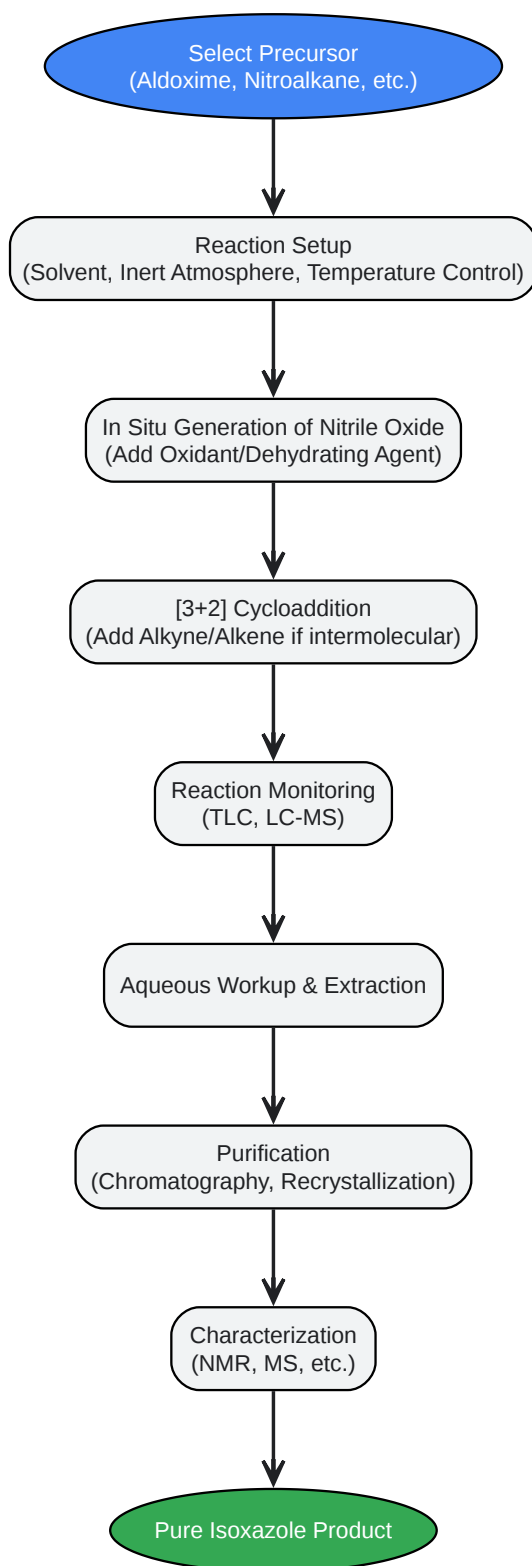 Select Precursor
(Aldoxime, Nitroalkane, etc.)
Reaction Setup
(Solvent, Inert Atmosphere, Temperature Control)
In Situ Generation of Nitrile Oxide
(Add Oxidant/Dehydrating Agent)
[3+2] Cycloaddition
(Add Alkyne/Alkene if intermolecular)
Reaction Monitoring
(TLC, LC-MS)
Aqueous Workup & Extraction
Purification
(Chromatography, Recrystallization)
Characterization
(NMR, MS, etc.)
Pure Isoxazole Product